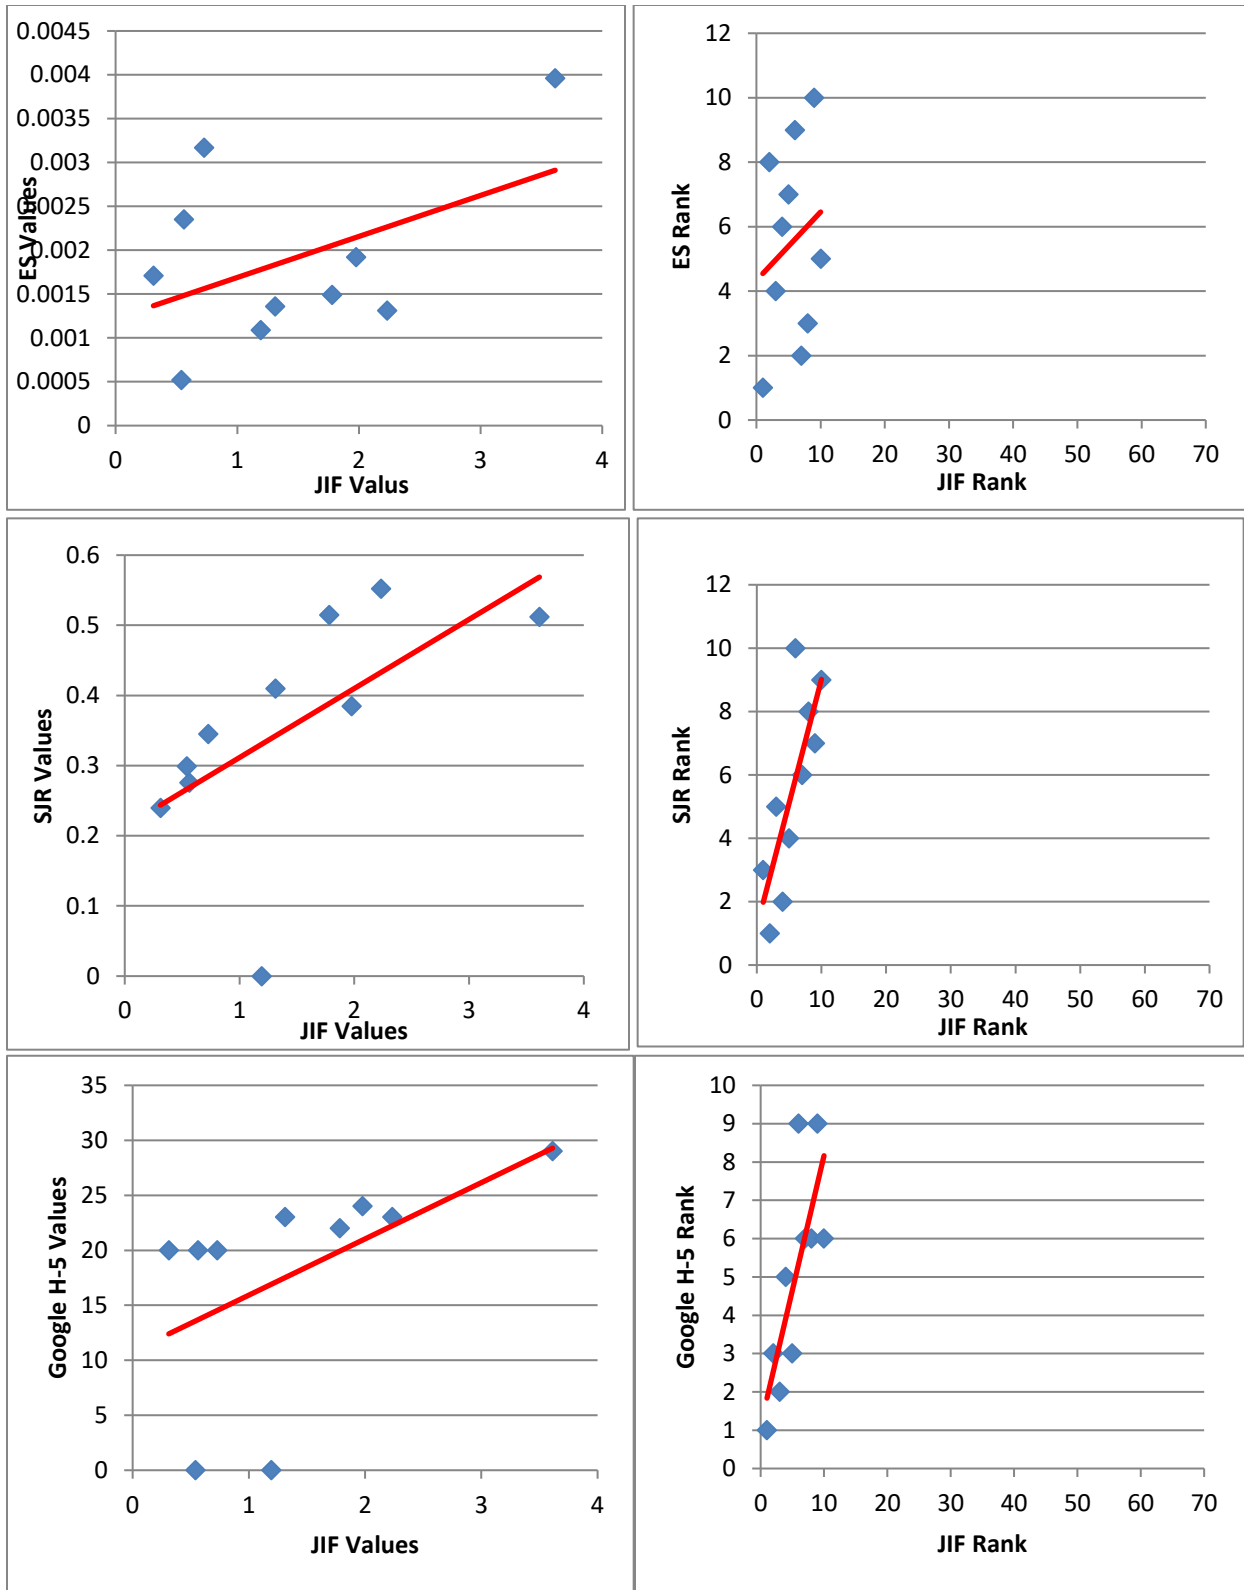 0.0045
0.004
0.0035
0.003
0.0025
0.002
0.0015
0.001
0.0005
0
ES Values
0 1 2 3 4
JIF Valus
12
10
8
6
4
2
0
ES Rank
0 10 20 30 40 50 60 70
JIF Rank
0.6
0.5
0.4
0.3
0.2
0.1
0
SJR Values
0 1 2 3 4
JIF Values
12
10
8
6
4
2
0
SJR Rank
0 10 20 30 40 50 60 70
JIF Rank
35
30
25
20
15
10
5
0
Google H-5 Values
0 1 2 3 4
JIF Values
10
9
8
7
6
5
4
3
2
1
0
Google H-5 Rank
0 10 20 30 40 50 60 70
JIF Rank